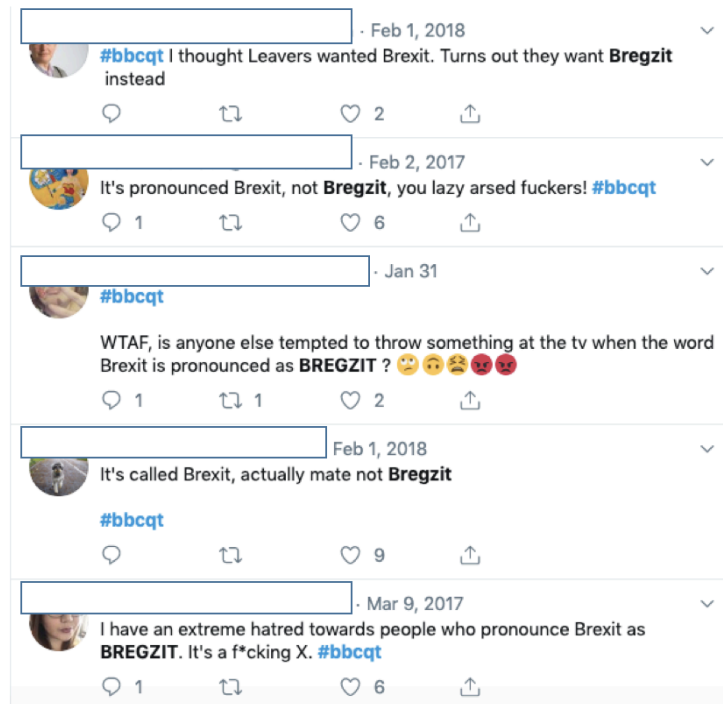 · Feb 1, 2018
#bbcqt I thought Leavers wanted Brexit. Turns out they want Bregzit
instead
2
· Feb 2, 2017
It's pronounced Brexit, not Bregzit, you lazy arsed fuckers! #bbcqt
1 6
· Jan 31
#bbcqt
WTAF, is anyone else tempted to throw something at the tv when the word
Brexit is pronounced as BREGZIT ? 🙄🙃😫😡😡
1 1 2
Feb 1, 2018
It's called Brexit, actually mate not Bregzit
#bbcqt
9
· Mar 9, 2017
I have an extreme hatred towards people who pronounce Brexit as
BREGZIT. It's a f*cking X. #bbcqt
1 6